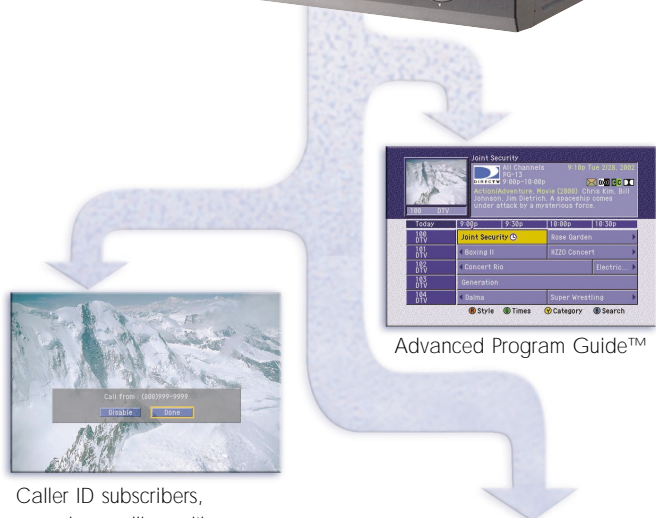 Joint Security
All Channels 9:10p Tue 2/26, 2002
PG-13
DIRECTV 9:00p-10:00p
Action/Adventure, Movie (2000) Chris Kim, Bill
Johnson, Jim Dietrich. A spaceship comes
under attack by a mysterious force.
100 DTV
Today 9:00p 9:30p 10:00p 10:30p
100 DTV Joint Security Rose Garden
101 DTV Boxing II KZZO Concert
102 DTV Concert Rio Electric...
103 DTV Generation
104 DTV Dalma Super Wrestling
Style Times Category Search
Advanced Program Guide™
Call from : (800)999-9999
Disable Done
Caller ID subscribers,